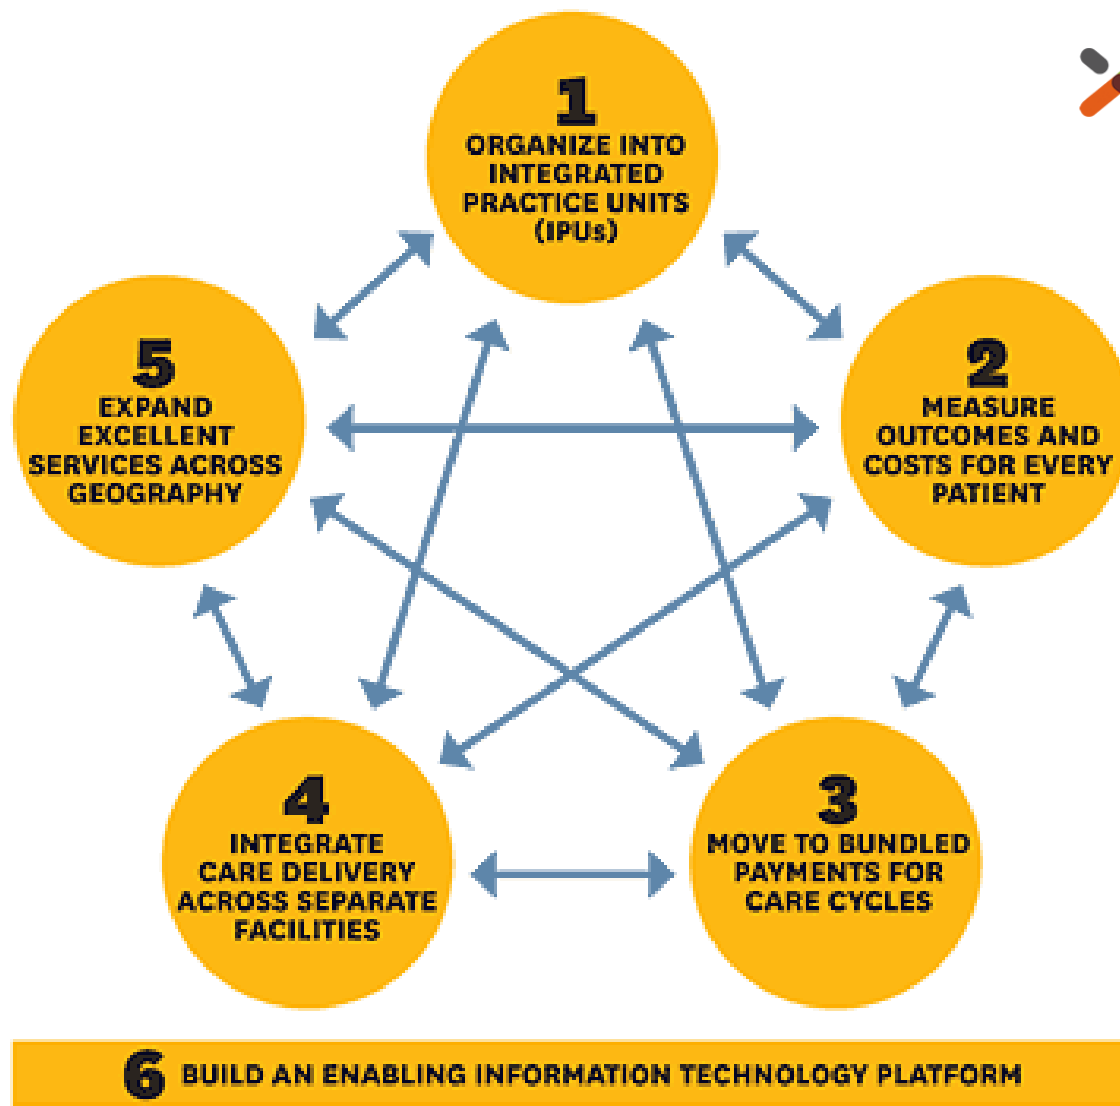 1
ORGANIZE INTO
INTEGRATED
PRACTICE UNITS
(IPUs)
2
MEASURE
OUTCOMES AND
COSTS FOR EVERY
PATIENT
3
MOVE TO BUNDLED
PAYMENTS FOR
CARE CYCLES
4
INTEGRATE
CARE DELIVERY
ACROSS SEPARATE
FACILITIES
5
EXPAND
EXCELLENT
SERVICES ACROSS
GEOGRAPHY
6 BUILD AN ENABLING INFORMATION TECHNOLOGY PLATFORM